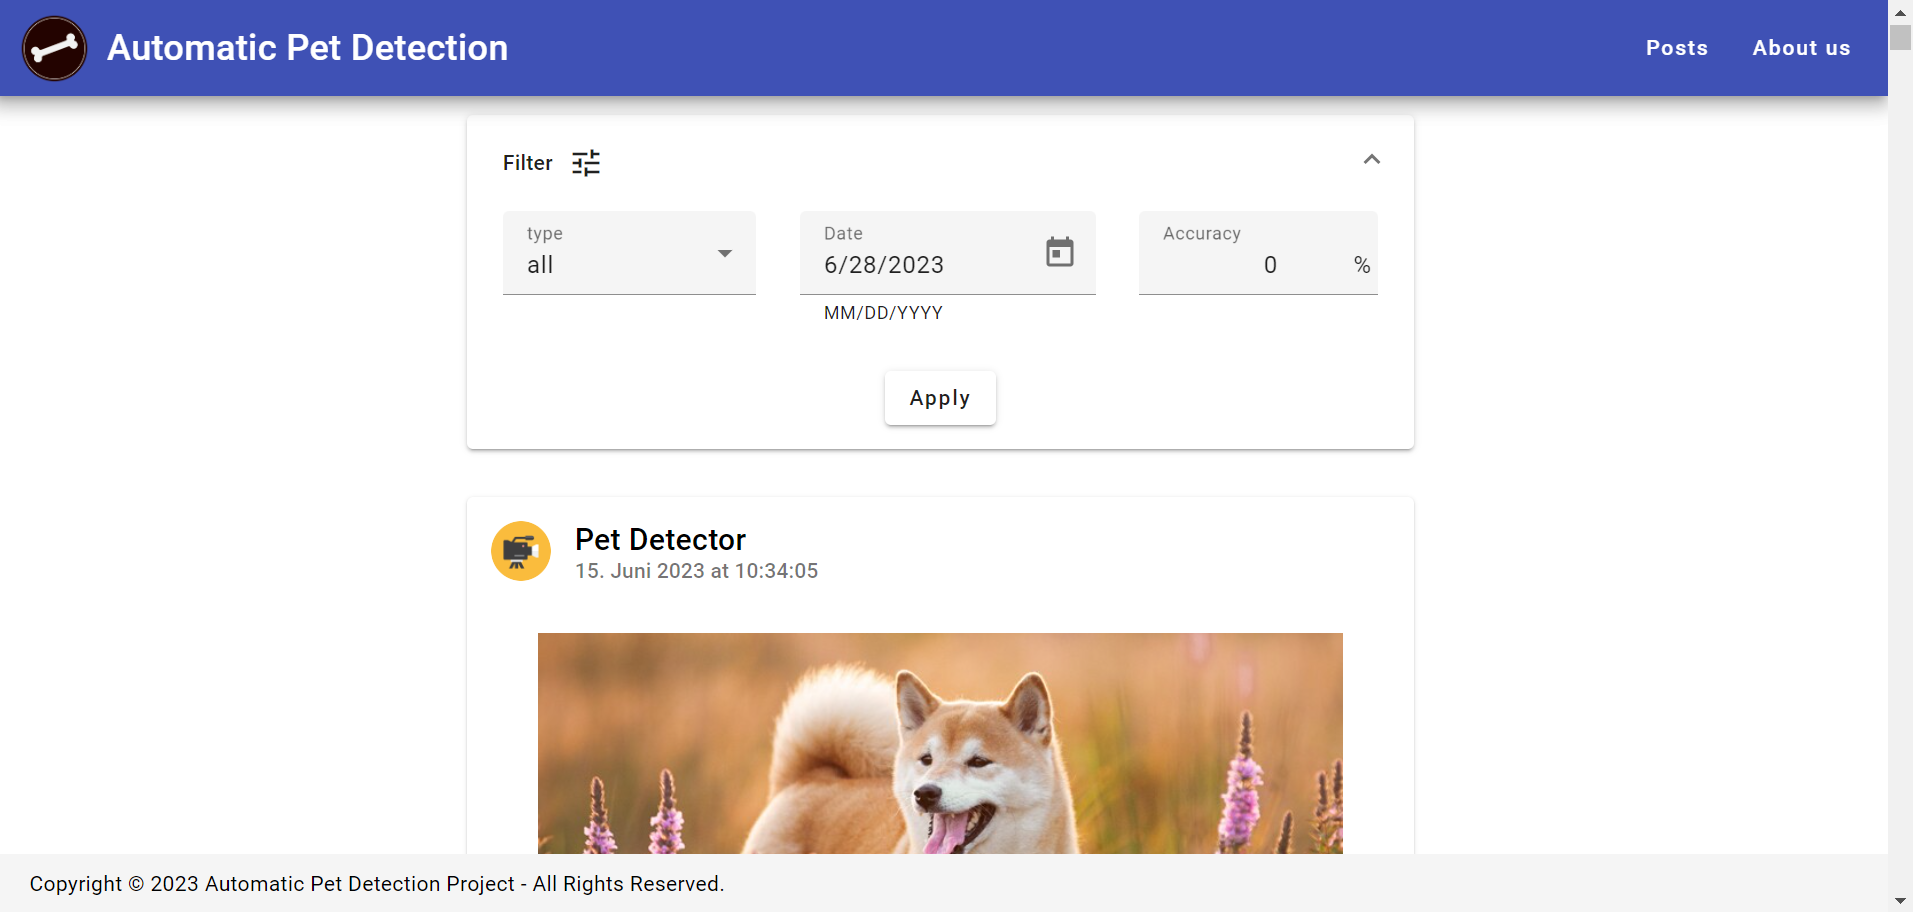 Automatic Pet Detection
Posts
About us
Filter
type
all
Date
6/28/2023
MM/DD/YYYY
Accuracy
0 %
Apply
Pet Detector
15. Juni 2023 at 10:34:05
Copyright © 2023 Automatic Pet Detection Project - All Rights Reserved.